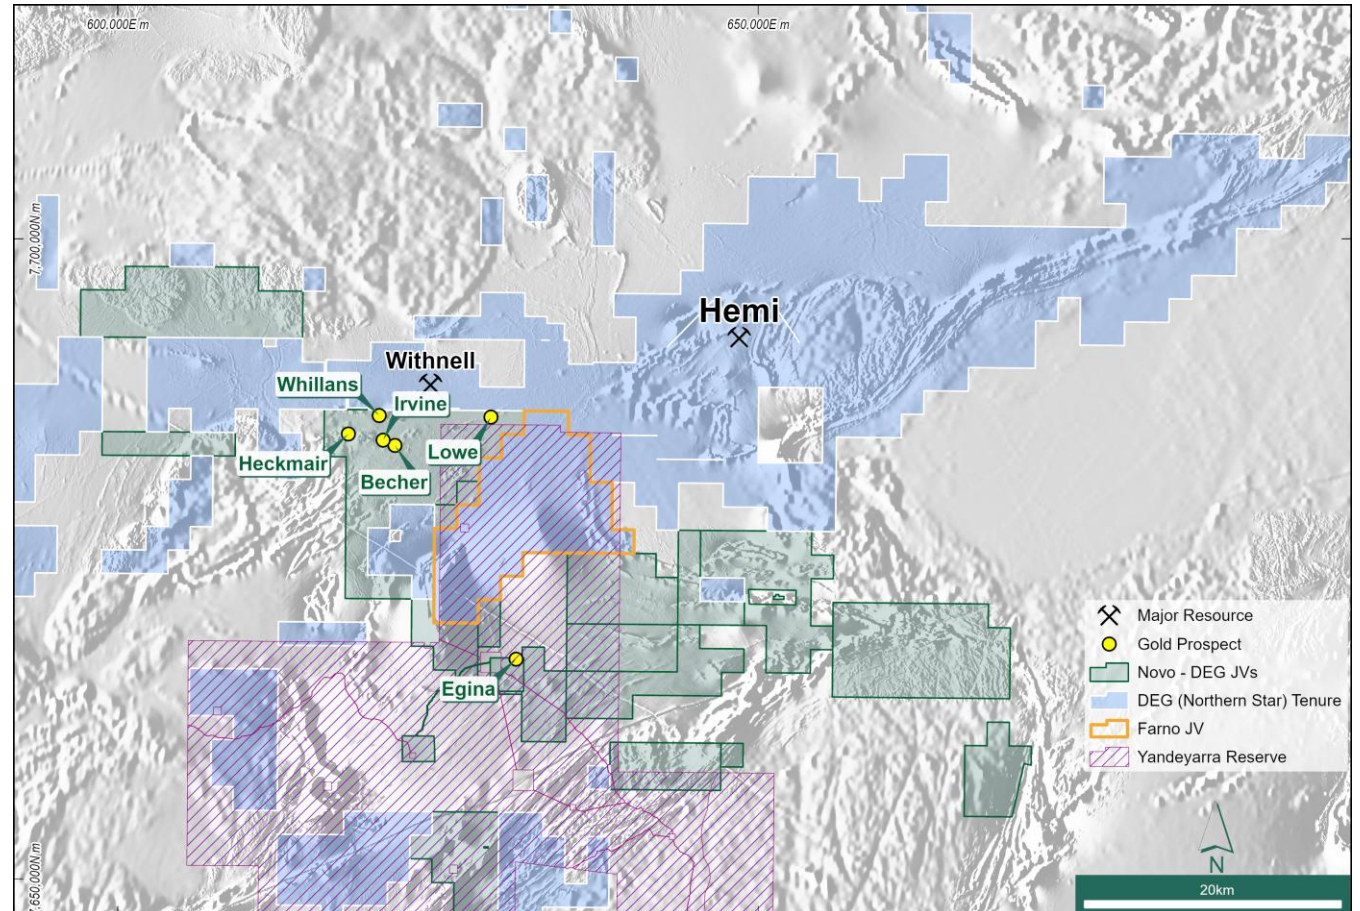 600,000E m
650,000E m
7,700,000N m
Hemi
Withnell
Whillans
Irvine
Lowe
Heckmair
Becher
Egina
Major Resource
Gold Prospect
Novo - DEG JVs
DEG (Northern Star) Tenure
Farno JV
Yandeyarra Reserve
N
7,650,000N m
20km